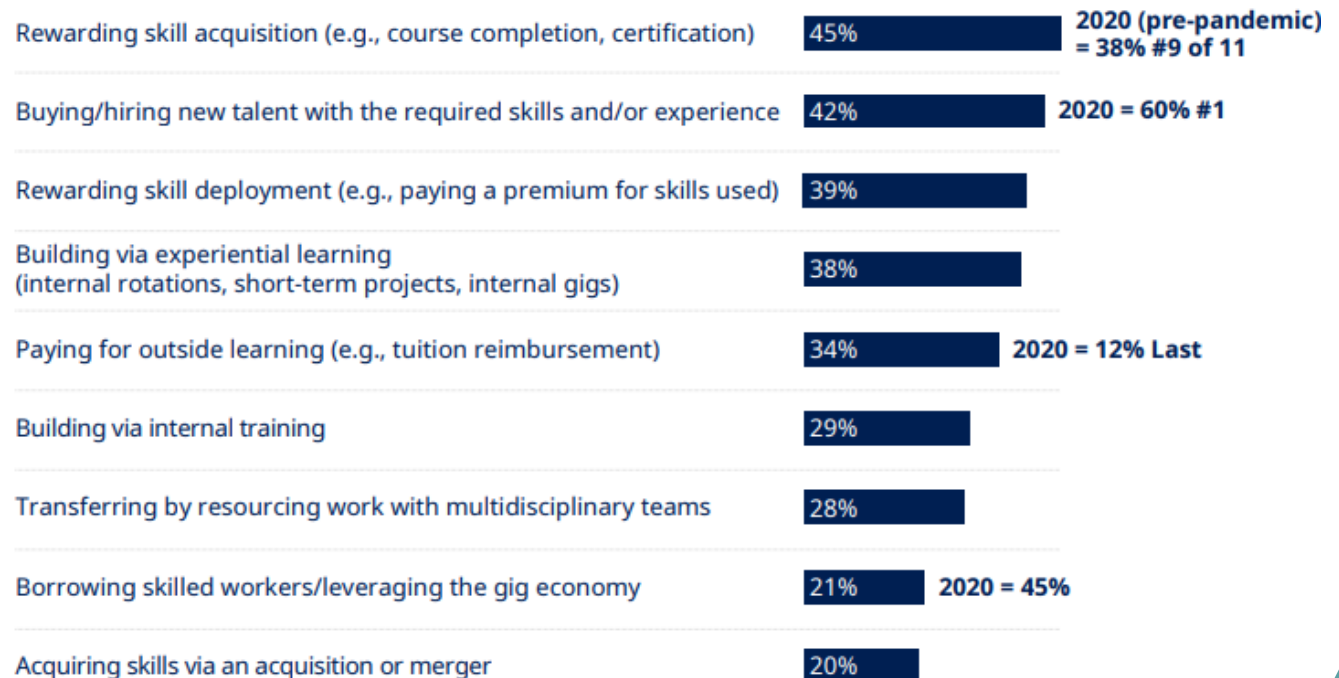 Rewarding skill acquisition (e.g., course completion, certification) 45% 2020 (pre-pandemic)
= 38% #9 of 11
Buying/hiring new talent with the required skills and/or experience 42% 2020 = 60% #1
Rewarding skill deployment (e.g., paying a premium for skills used) 39%
Building via experiential learning
(internal rotations, short-term projects, internal gigs) 38%
Paying for outside learning (e.g., tuition reimbursement) 34% 2020 = 12% Last
Building via internal training 29%
Transferring by resourcing work with multidisciplinary teams 28%
Borrowing skilled workers/leveraging the gig economy 21% 2020 = 45%
Acquiring skills via an acquisition or merger 20%